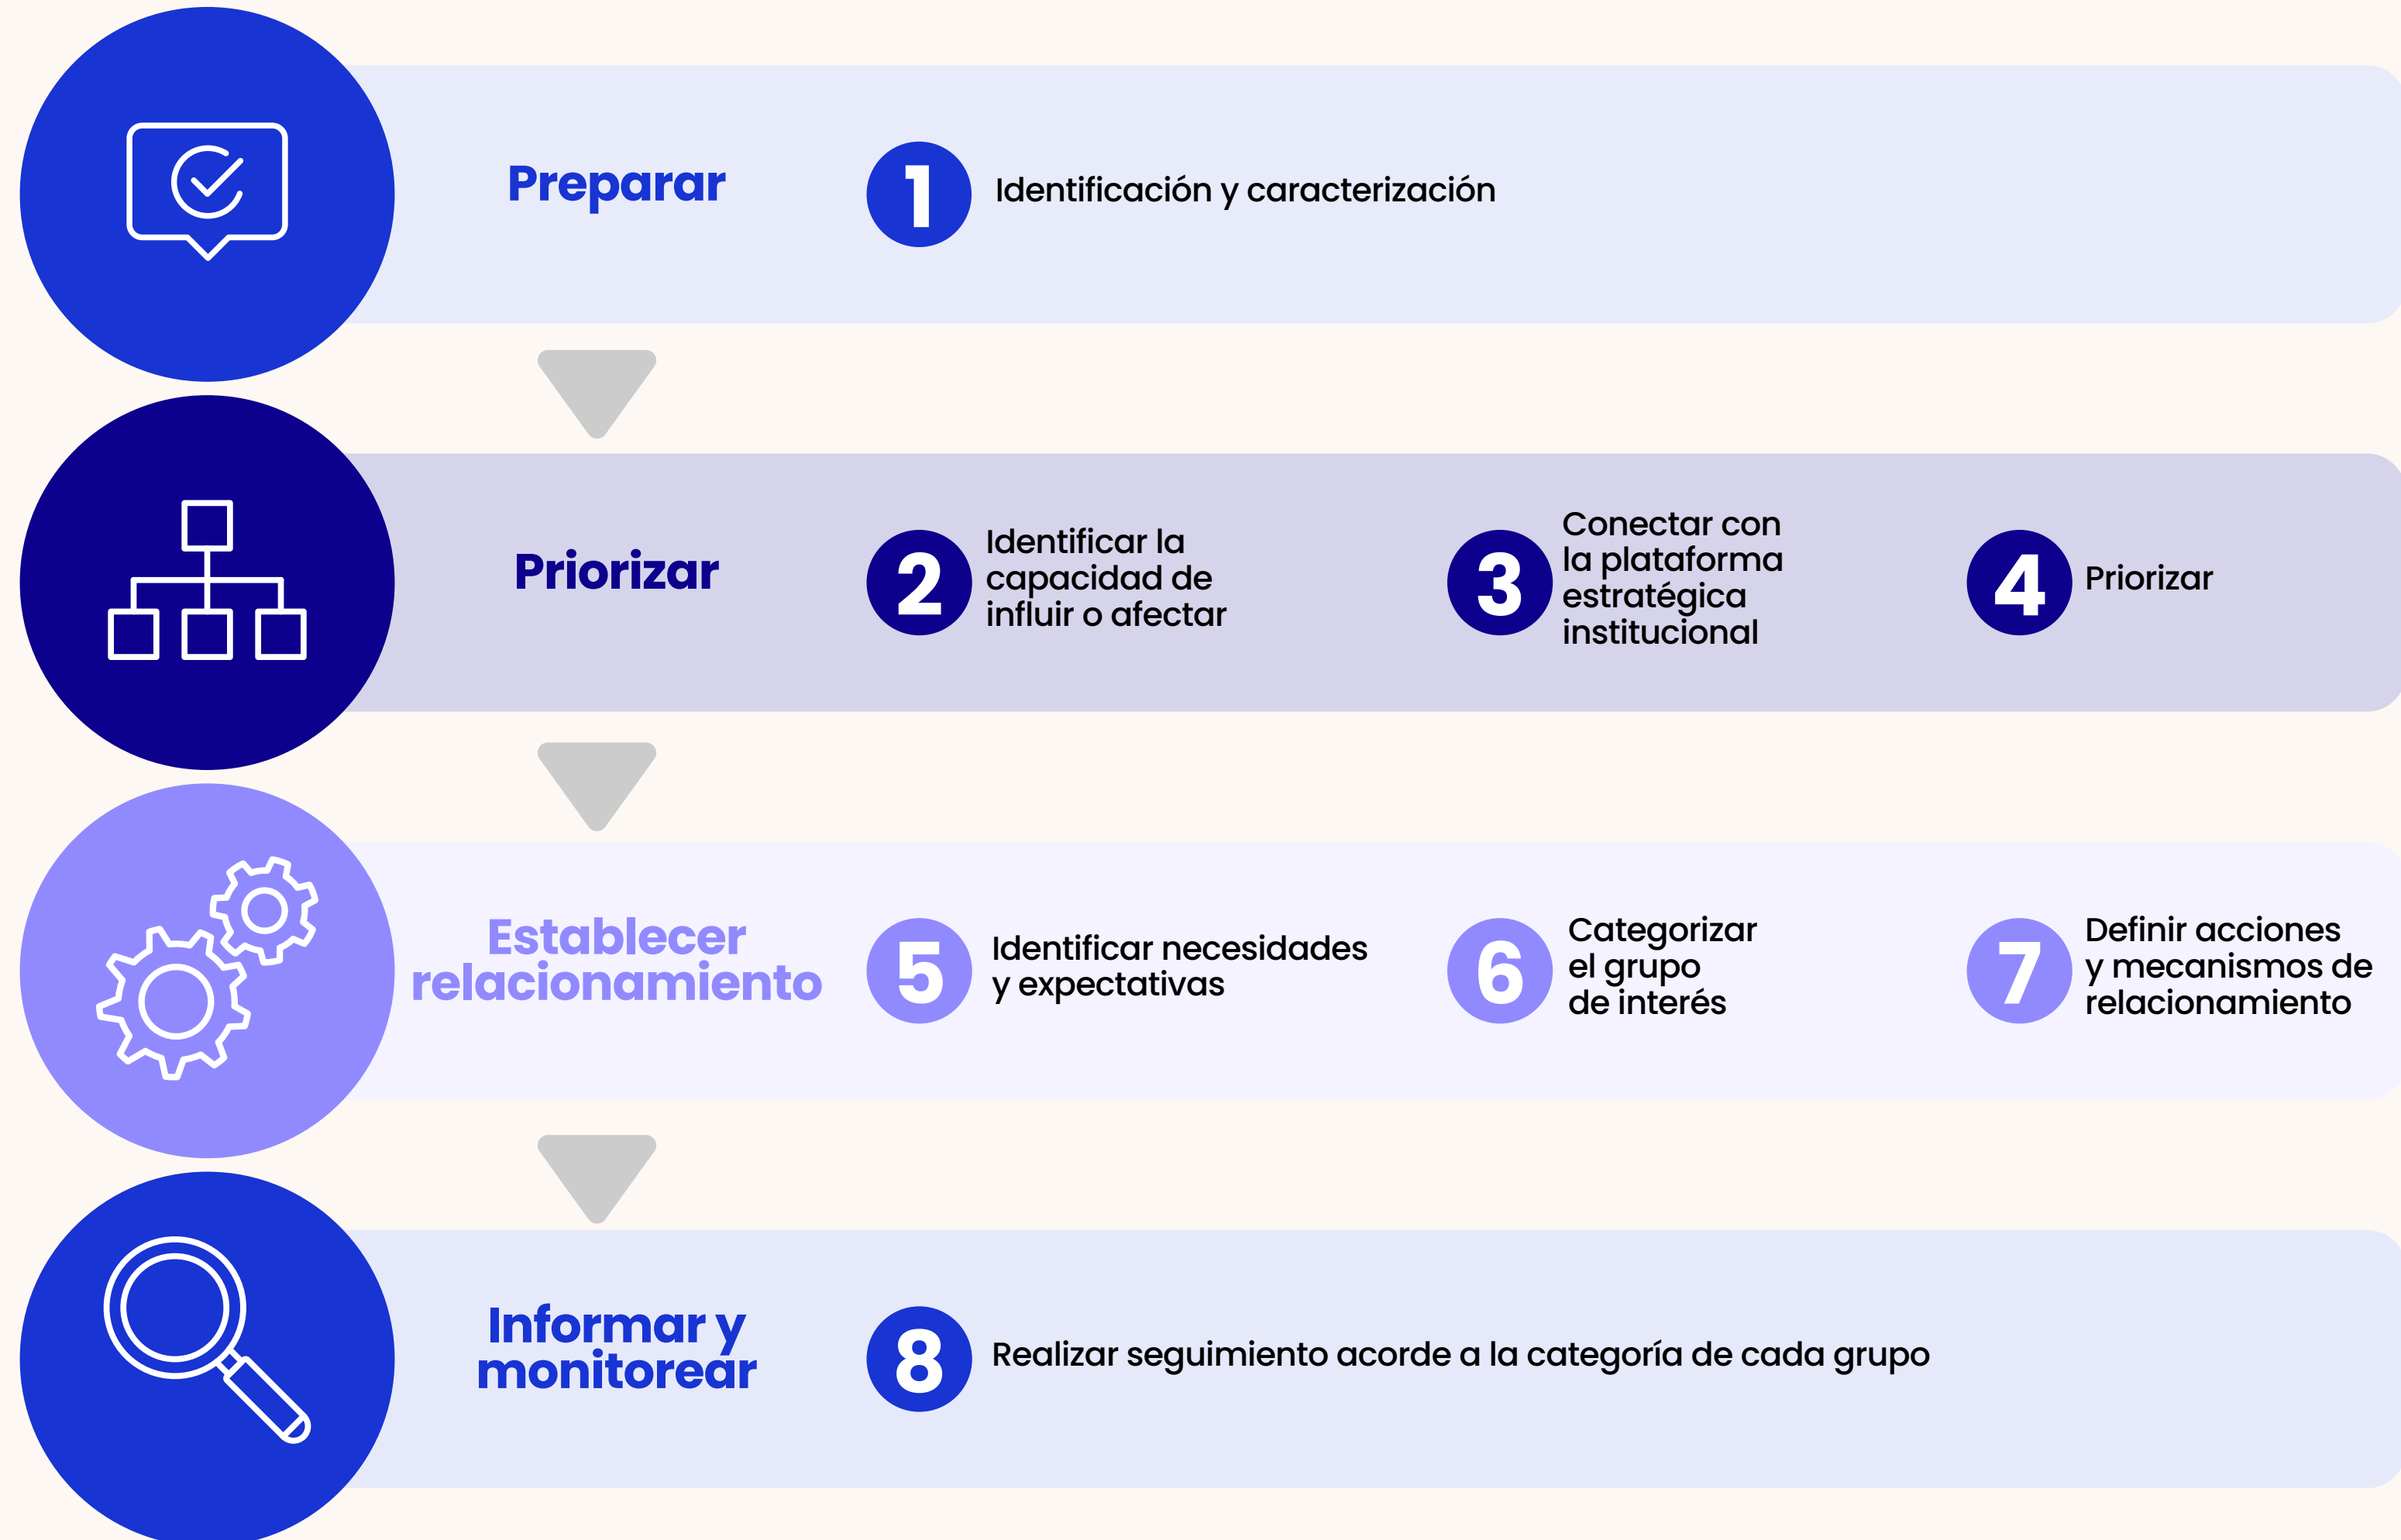 Preparar
1
Identificación y caracterización
Priorizar
2
Identificar la
capacidad de
influir o afectar
3
Conectar con
la plataforma
estratégica
institucional
4
Priorizar
Establecer
relacionamiento
5
Identificar necesidades
y expectativas
6
Categorizar
el grupo
de interés
7
Definir acciones
y mecanismos de
relacionamiento
Informar y
monitorear
8
Realizar seguimiento acorde a la categoría de cada grupo